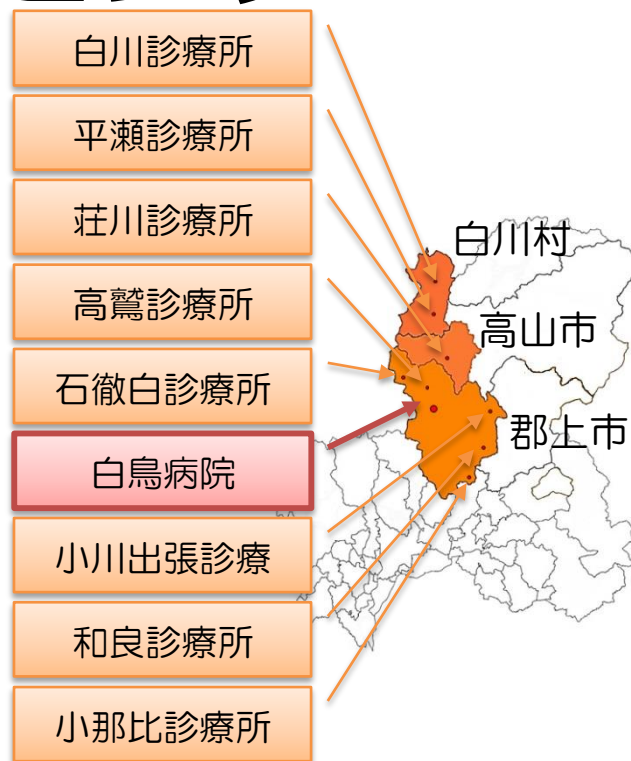 白川診療所
平瀬診療所
荘川診療所
高鷲診療所
石徹白診療所
白鳥病院
小川出張診療
和良診療所
小那比診療所
白川村
高山市
郡上市